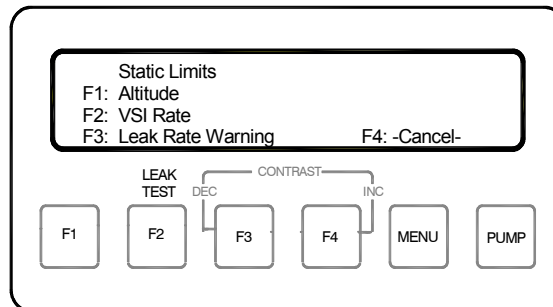 Static Limits
F1: Altitude
F2: VSI Rate
F3: Leak Rate Warning F4: -Cancel-
LEAK
TEST
CONTRAST
DEC
INC
F1 F2 F3 F4 MENU PUMP